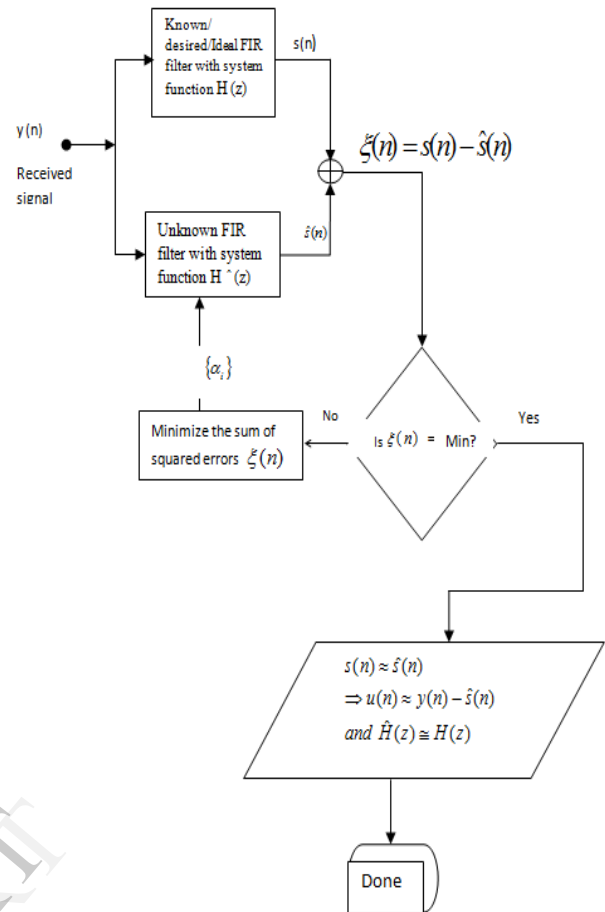 Known/
desired/Ideal FIR
filter with system
function H(z)
s(n)
y(n)
Received
signal
ξ(n) = s(n) − ŝ(n)
Unknown FIR
filter with system
function H ^ (z)
ŝ(n)
{α_i}
Minimize the sum of
squared errors ξ(n)
No
Is ξ(n) = Min?
Yes
s(n) ≈ ŝ(n)
⇒ u(n) ≈ y(n) − ŝ(n)
and Ĥ(z) ≅ H(z)
Done